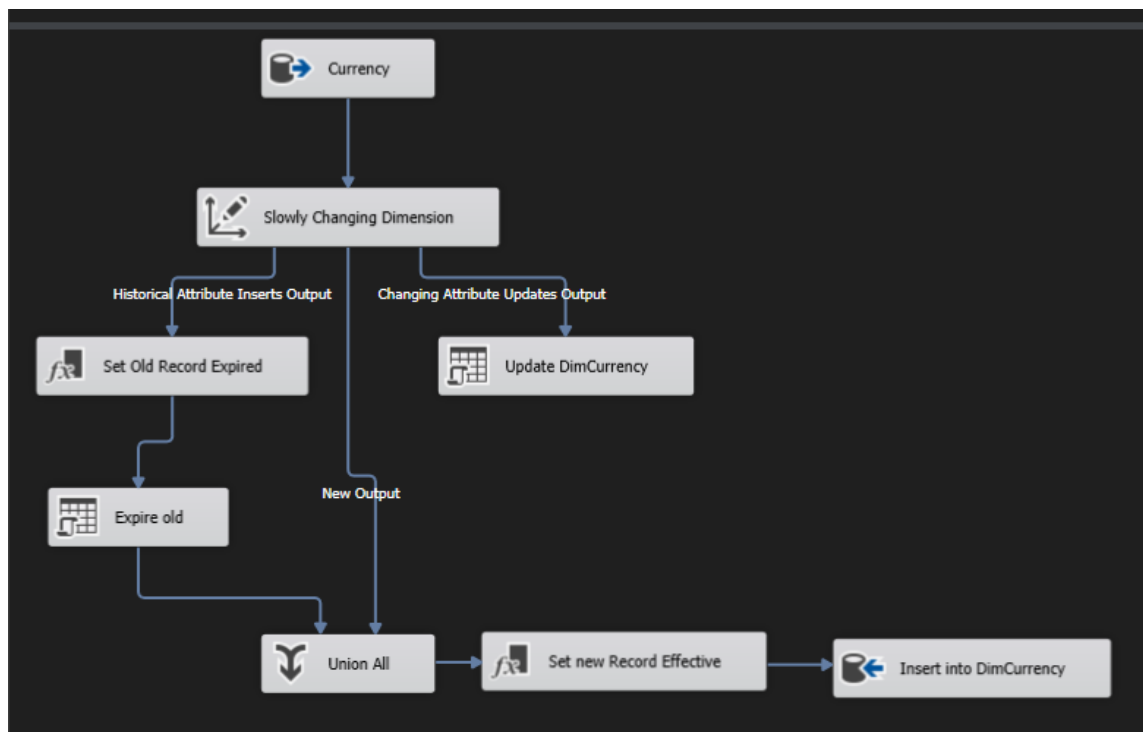 Currency
Slowly Changing Dimension
Historical Attribute Inserts Output
Changing Attribute Updates Output
Set Old Record Expired
Update DimCurrency
New Output
Expire old
Union All
Set new Record Effective
Insert into DimCurrency